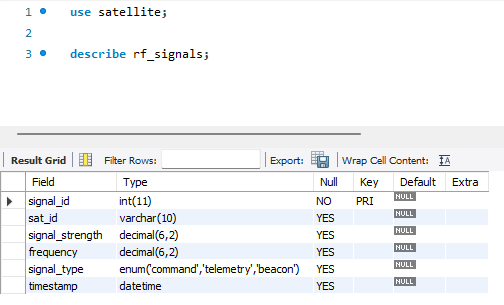 1 use satellite;
2
3 describe rf_signals;
Result Grid Filter Rows: Export: Wrap Cell Content:
Field Type Null Key Default Extra
signal_id int(11) NO PRI NULL
sat_id varchar(10) YES NULL
signal_strength decimal(6,2) YES NULL
frequency decimal(6,2) YES NULL
signal_type enum('command','telemetry','beacon') YES NULL
timestamp datetime YES NULL